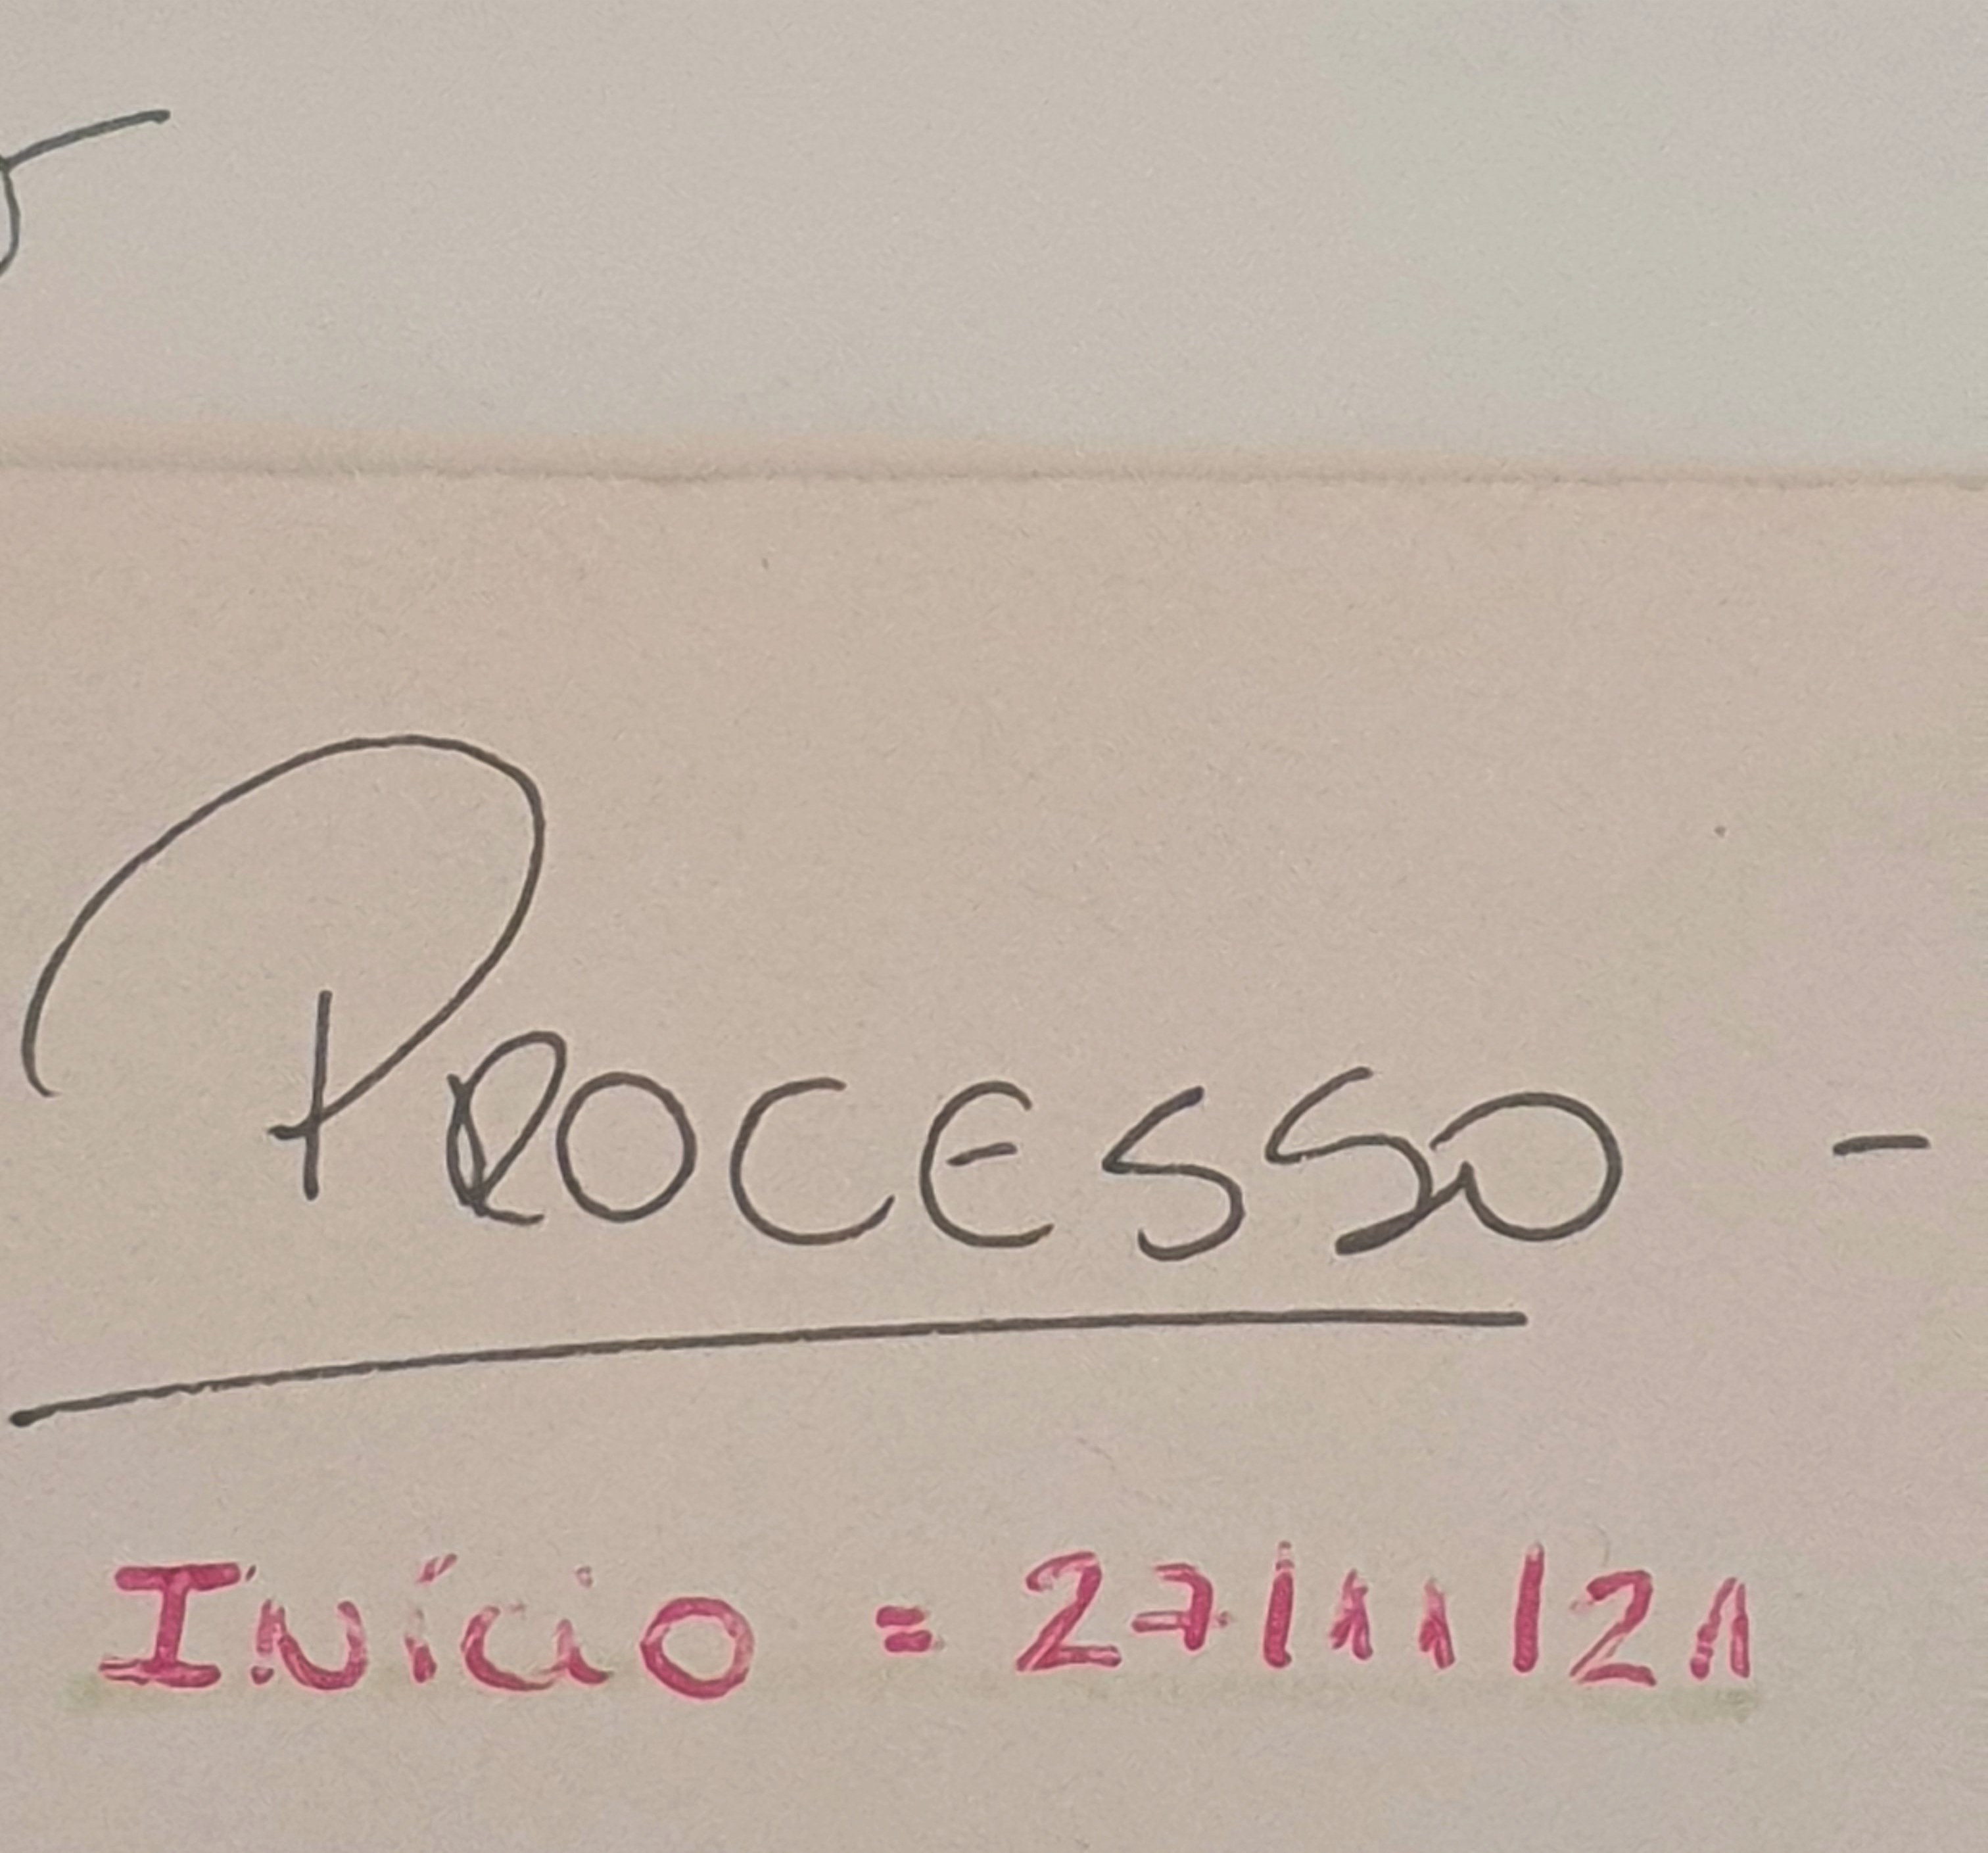 PROCESSO -
INÍCIO = 27/11/21